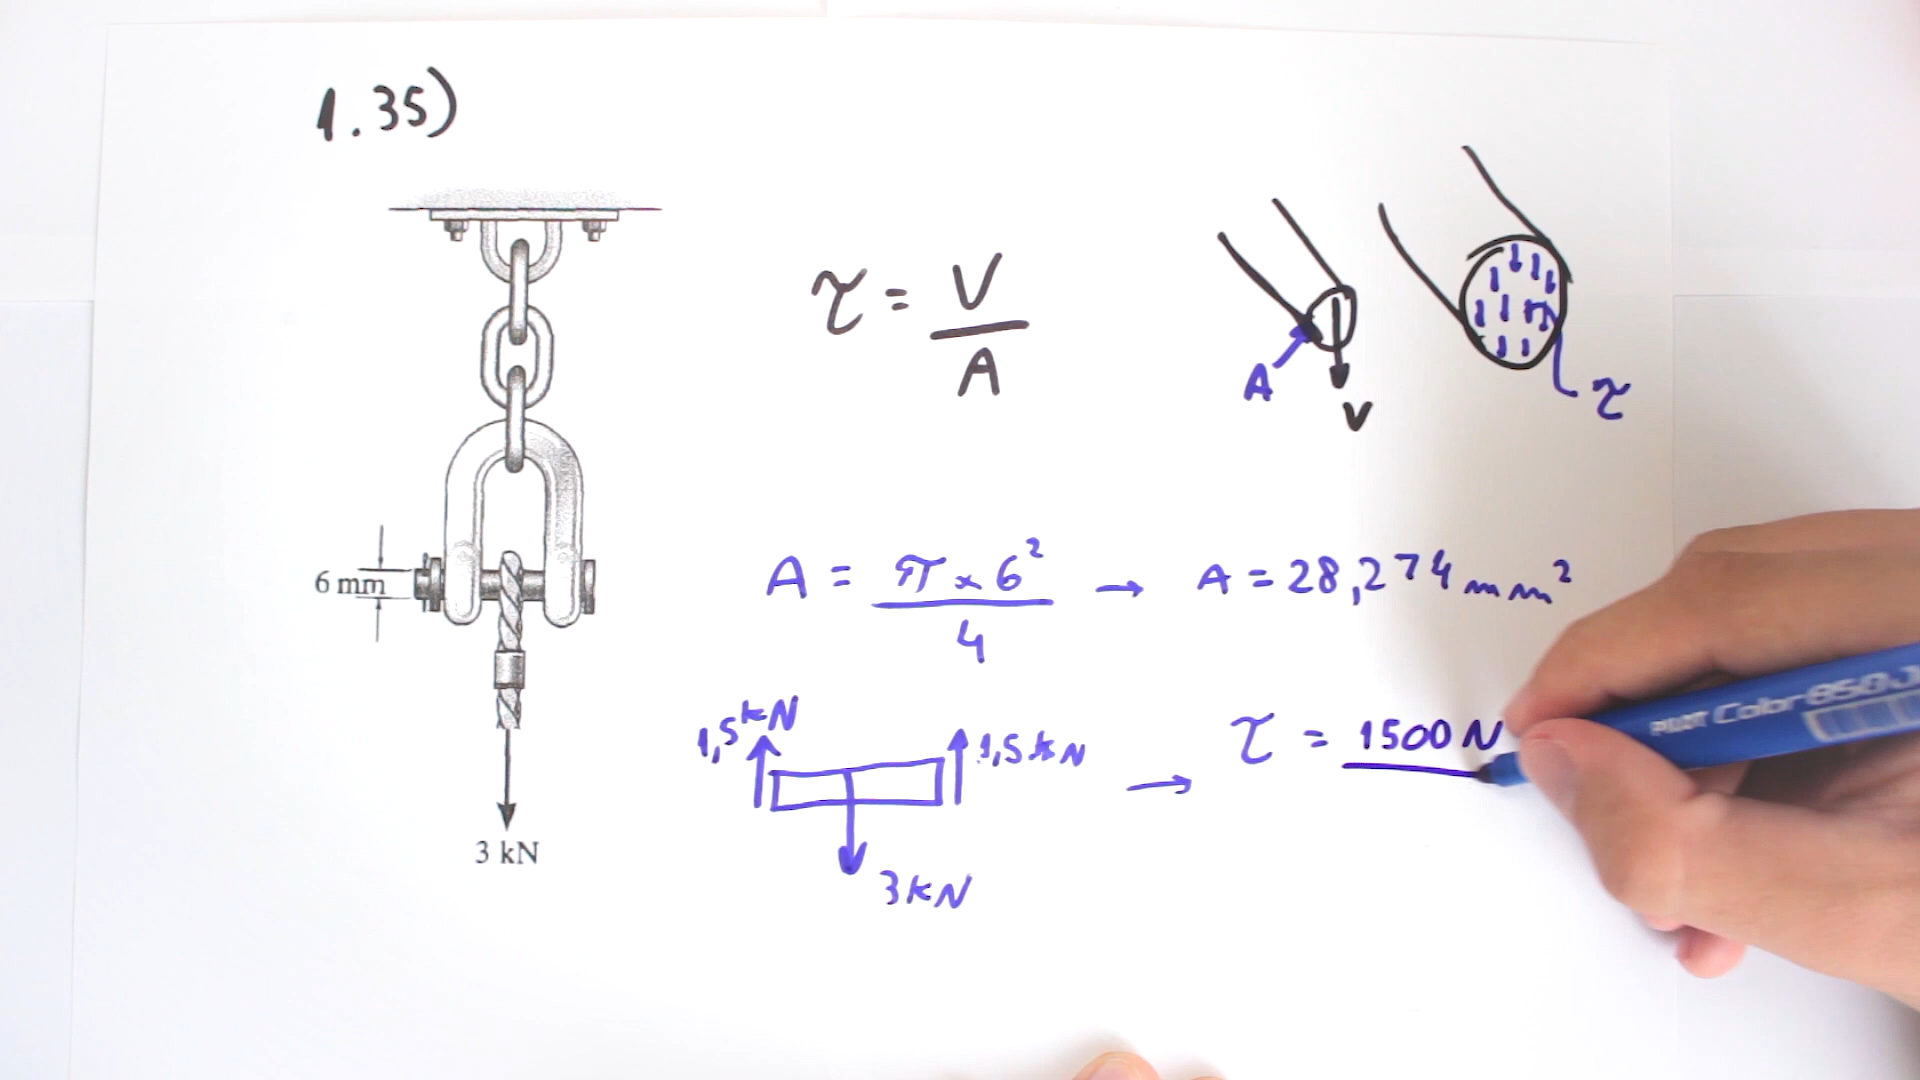 1.35)
τ = V
A
A
V
τ
6 mm
3 kN
A = π × 6²
4
→ A = 28,274 mm²
1,5 kN
1,5 kN
3 kN
→ τ = 1500 N
PILOT Color 850